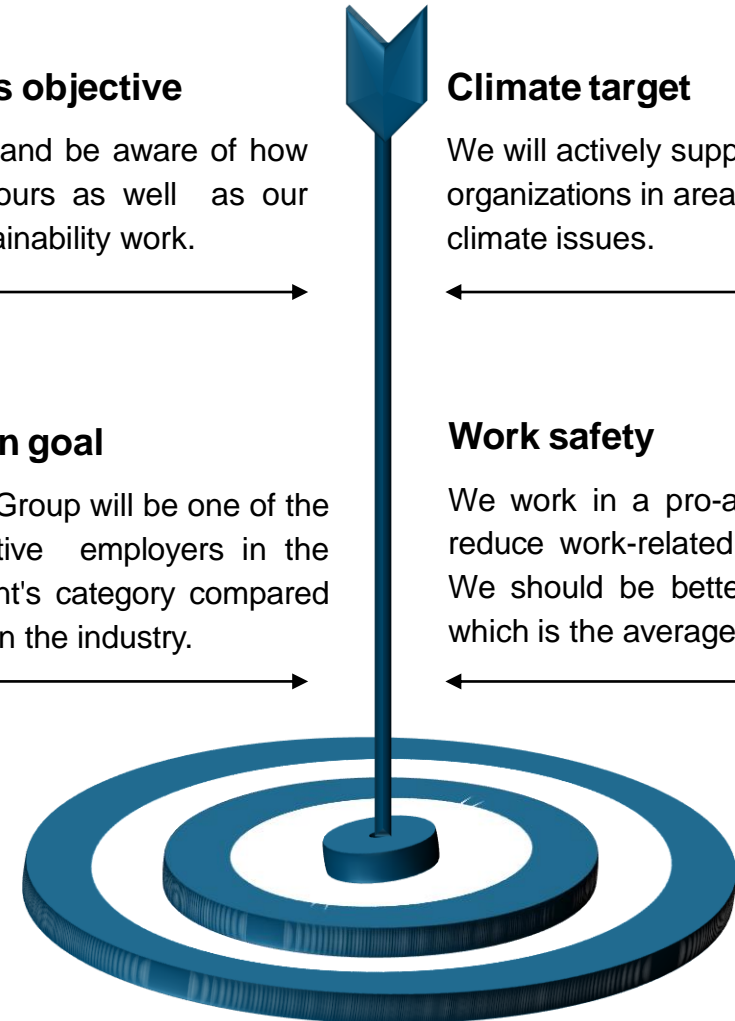 s objective
and be aware of how
ours as well as our
ainability work.
Climate target
We will actively supp
organizations in area
climate issues.
n goal
Group will be one of the
tive employers in the
nt's category compared
n the industry.
Work safety
We work in a pro-a
reduce work-related
We should be bette
which is the average